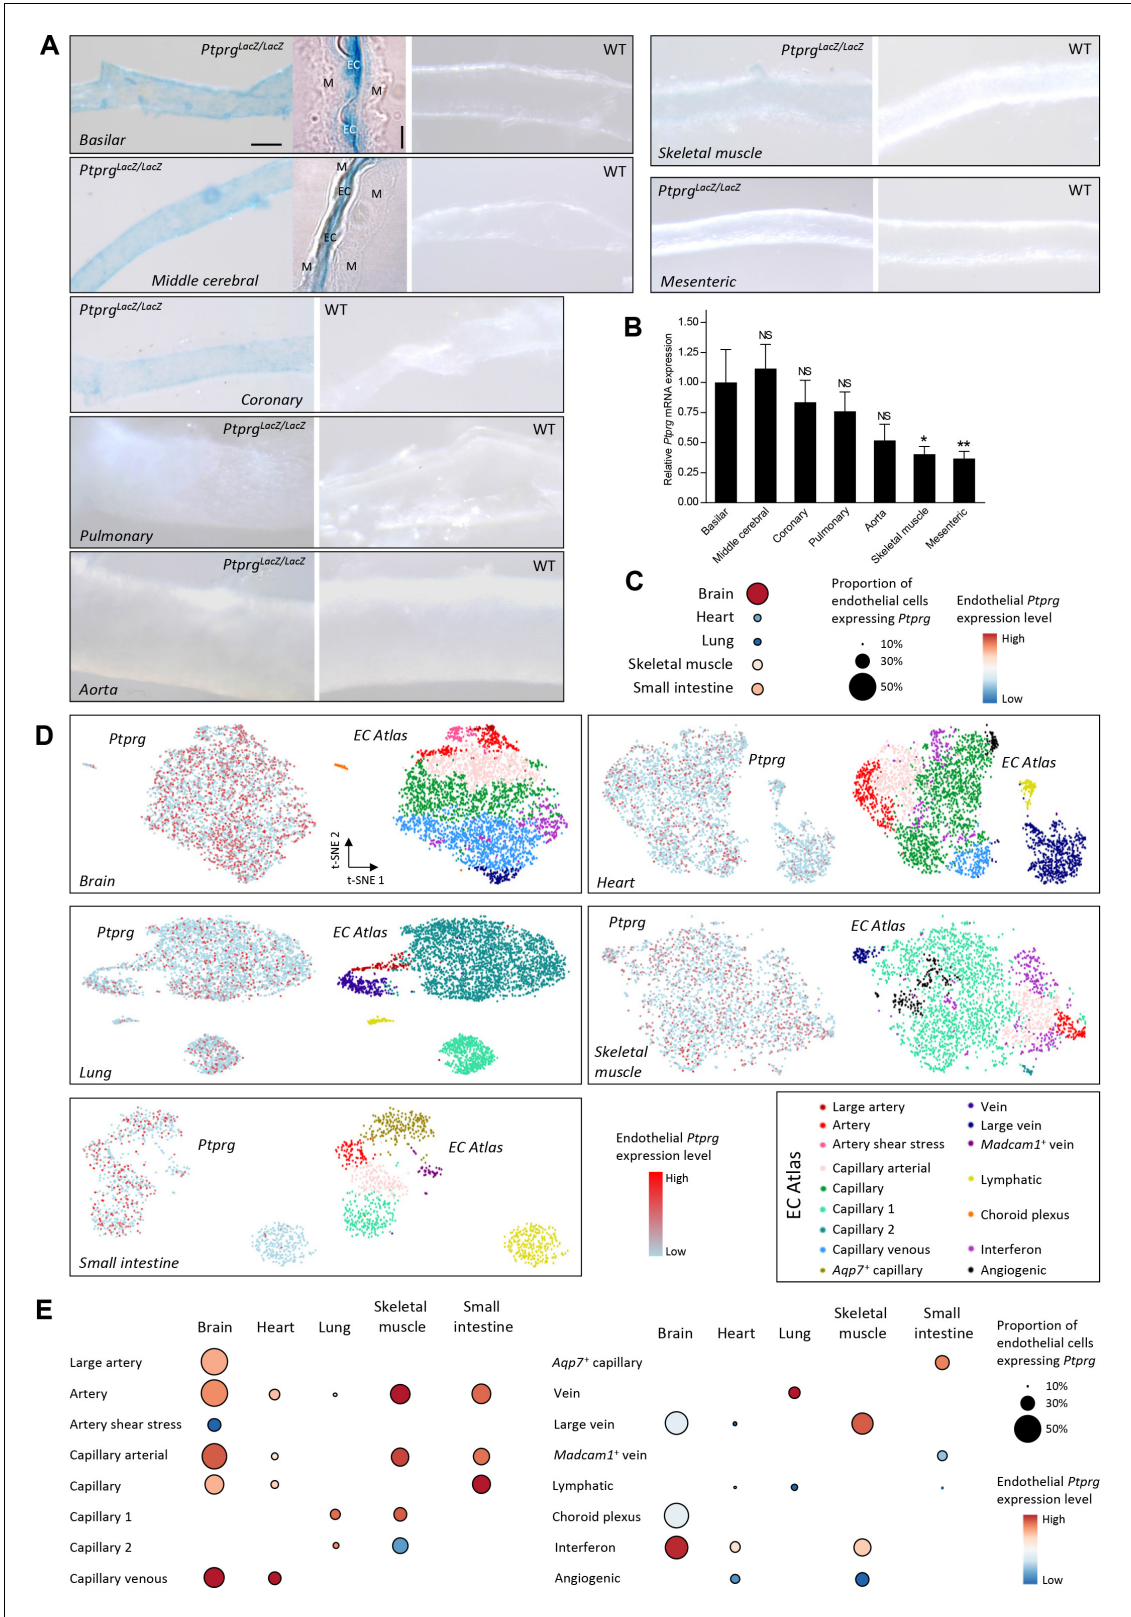 A
Ptprg^LacZ/LacZ
WT
EC
M
M
EC
Basilar
Ptprg^LacZ/LacZ
WT
M
EC
M
EC
M
M
Middle cerebral
Ptprg^LacZ/LacZ
WT
Skeletal muscle
Ptprg^LacZ/LacZ
WT
Mesenteric
Ptprg^LacZ/LacZ
WT
Coronary
Ptprg^LacZ/LacZ
WT
Pulmonary
Ptprg^LacZ/LacZ
WT
Aorta
B
Relative Ptprg mRNA expression
1.50
1.25
1.00
0.75
0.50
0.25
0.00
NS
NS
NS
NS
*
**
Basilar
Middle cerebral
Coronary
Pulmonary
Aorta
Skeletal muscle
Mesenteric
C
Brain
Heart
Lung
Skeletal muscle
Small intestine
Proportion of
endothelial cells
expressing Ptprg
10%
30%
50%
Endothelial Ptprg
expression level
High
Low
D
Ptprg
EC Atlas
t-SNE 2
t-SNE 1
Brain
Ptprg
EC Atlas
Heart
Ptprg
EC Atlas
Lung
Ptprg
EC Atlas
Skeletal
muscle
Ptprg
EC Atlas
Small intestine
Endothelial Ptprg
expression level
High
Low
EC Atlas
Large artery
Artery
Artery shear stress
Capillary arterial
Capillary
Capillary 1
Capillary 2
Capillary venous
Aqp7+ capillary
Vein
Large vein
Madcam1+ vein
Lymphatic
Choroid plexus
Interferon
Angiogenic
E
Brain
Heart
Lung
Skeletal
muscle
Small
intestine
Large artery
Artery
Artery shear stress
Capillary arterial
Capillary
Capillary 1
Capillary 2
Capillary venous
Brain
Heart
Lung
Skeletal
muscle
Small
intestine
Aqp7+ capillary
Vein
Large vein
Madcam1+ vein
Lymphatic
Choroid plexus
Interferon
Angiogenic
Proportion of
endothelial cells
expressing Ptprg
10%
30%
50%
Endothelial Ptprg
expression level
High
Low